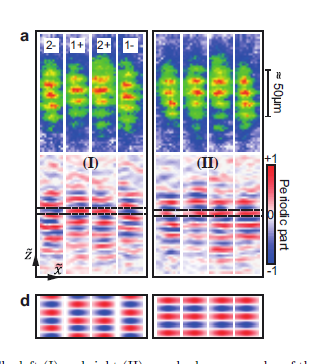 a
2- 1+ 2+ 1-
≈ 50μm
(I) (II)
+1
0
-1
Periodic part
z̃
x̃
d